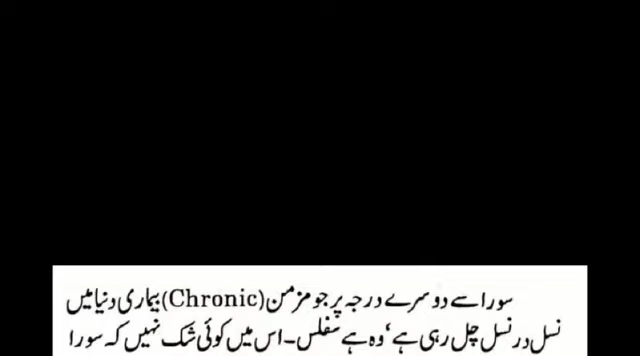 سورا سے دوسرے درجہ پر جو مزمن (Chronic) بیماری دنیا میں
نسل در نسل چل رہی ہے‘ وہ ہے سفلس۔ اس میں کوئی شک نہیں کہ سورا